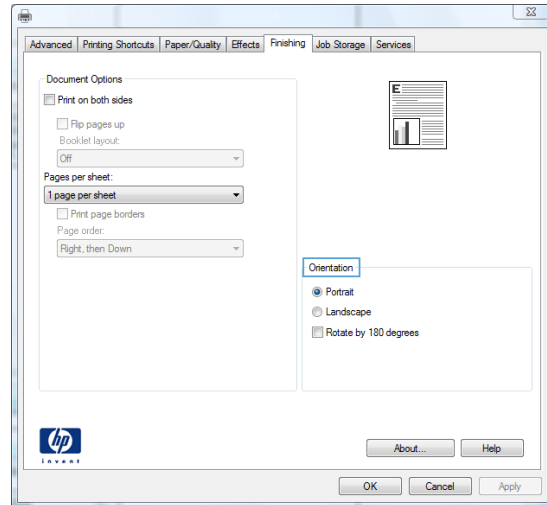 Advanced Printing Shortcuts Paper/Quality Effects Finishing Job Storage Services
Document Options
Print on both sides
Flip pages up
Booklet layout:
Off
Pages per sheet:
1 page per sheet
Print page borders
Page order:
Right, then Down
E
Orientation
Portrait
Landscape
Rotate by 180 degrees
hp
invent
About... Help
OK Cancel Apply